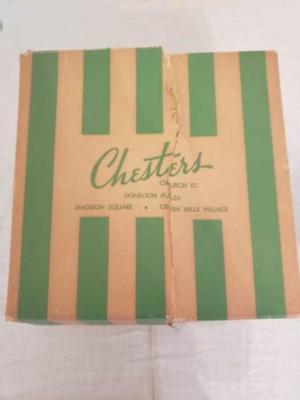 Chesters
CHURCH ST.
DONELSON PLAZA
MADISON SQUARE • GREEN HILLS VILLAGE